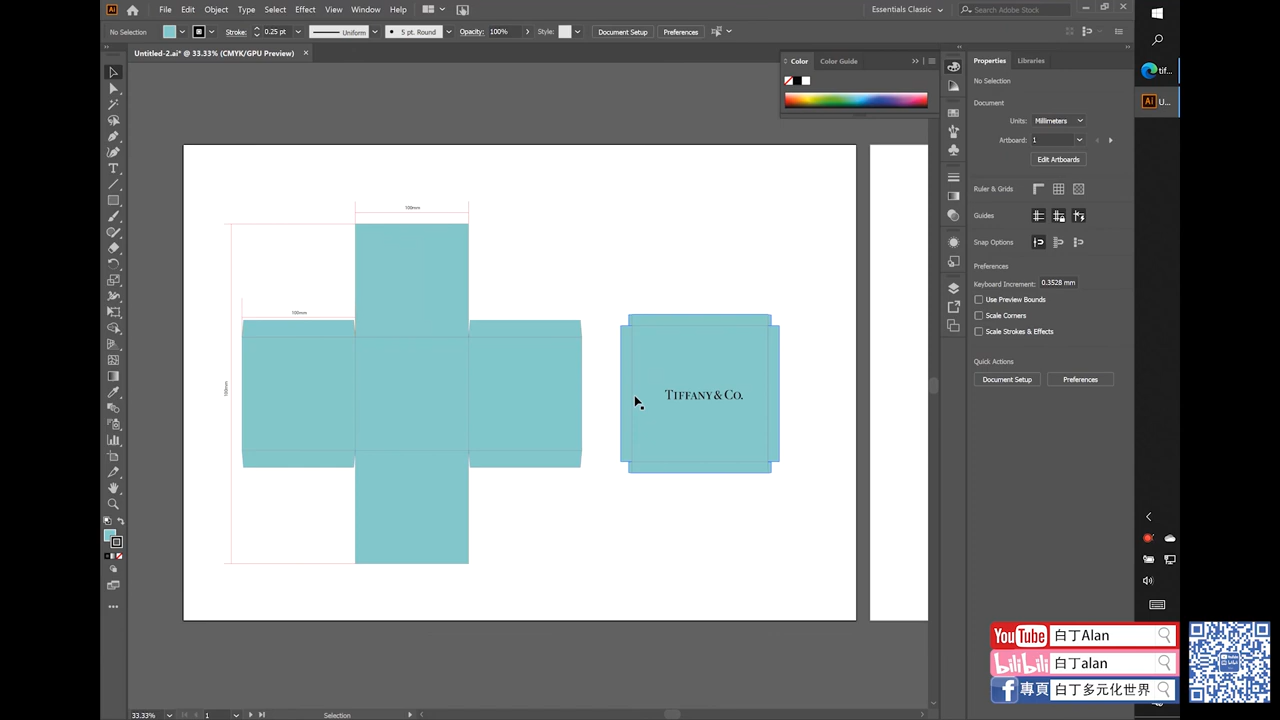 File Edit Object Type Select Effect View Window Help
Essentials Classic
Search Adobe Stock
No Selection
Stroke:
0.25 pt
Uniform
5 pt. Round
Opacity:
100%
Style:
Document Setup
Preferences
Untitled-2.ai* @ 33.33% (CMYK/GPU Preview)
Color
Color Guide
Properties
Libraries
No Selection
Document
Units:
Millimeters
Artboard:
1
Edit Artboards
Ruler & Grids
Guides
Snap Options
Preferences
Keyboard Increment:
0.3528 mm
Use Preview Bounds
Scale Corners
Scale Strokes & Effects
Quick Actions
Document Setup
Preferences
tif...
Ai U...
100mm
100mm
TIFFANY & CO.
33.33%
1
Selection
YouTube 白丁Alan
bilibili 白丁alan
f 專頁 白丁多元化世界